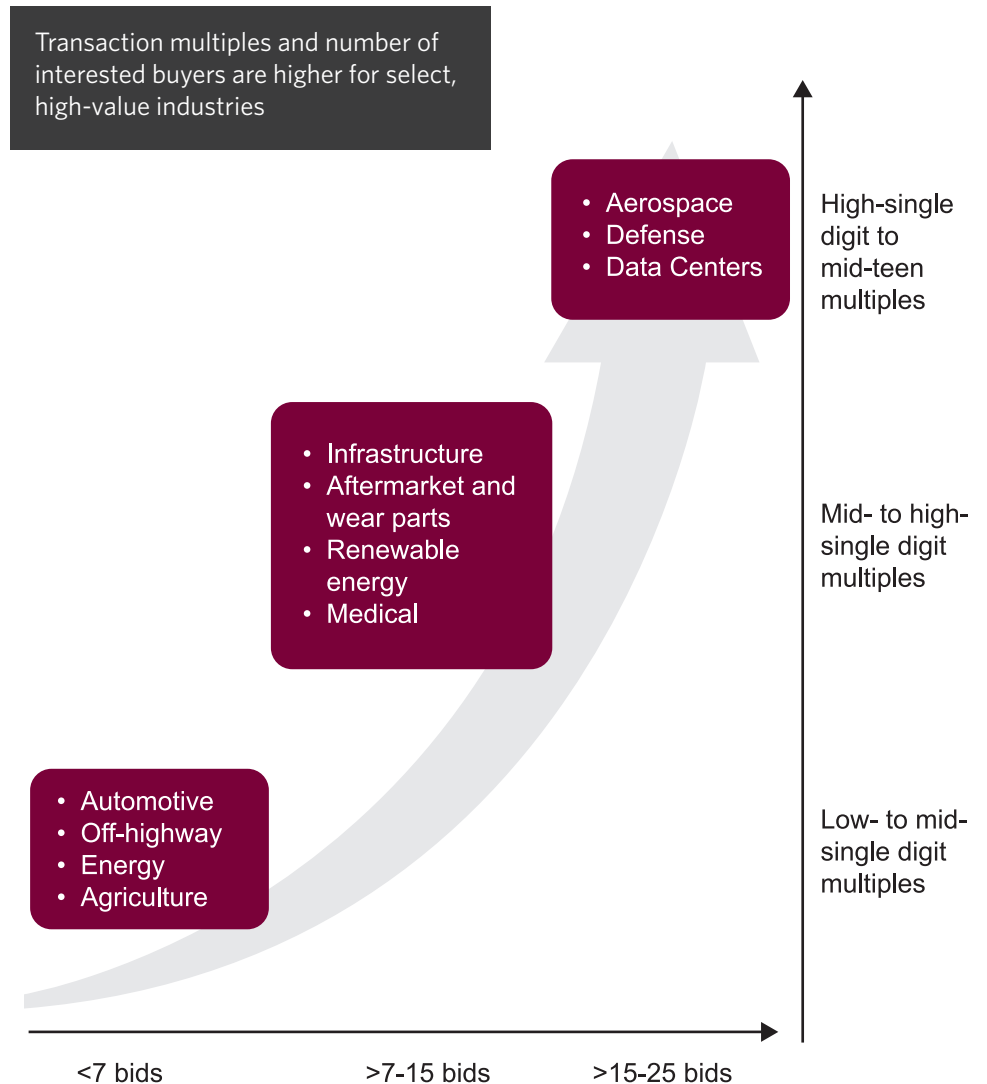 Transaction multiples and number of
interested buyers are higher for select,
high-value industries
• Aerospace
• Defense
• Data Centers
High-single
digit to
mid-teen
multiples
• Infrastructure
• Aftermarket and
wear parts
• Renewable
energy
• Medical
Mid- to high-
single digit
multiples
• Automotive
• Off-highway
• Energy
• Agriculture
Low- to mid-
single digit
multiples
<7 bids
>7-15 bids
>15-25 bids